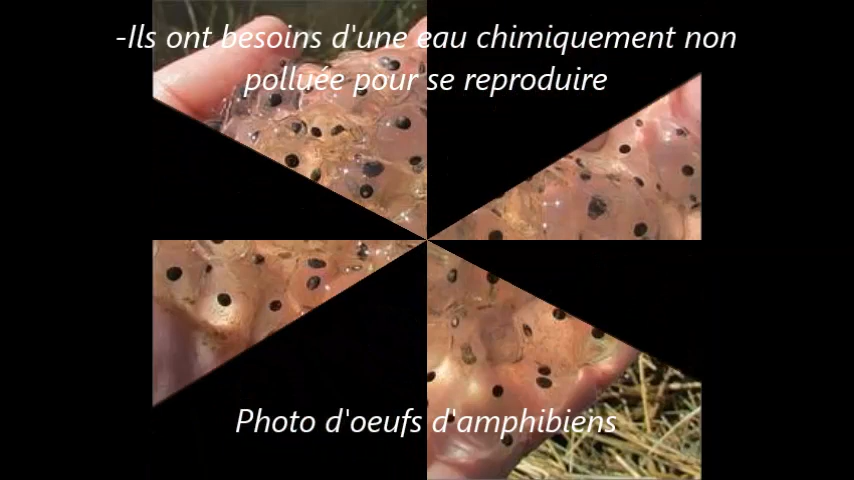 -Ils ont besoins d'une eau chimiquement non
polluée pour se reproduire
Photo d'oeufs d'amphibiens